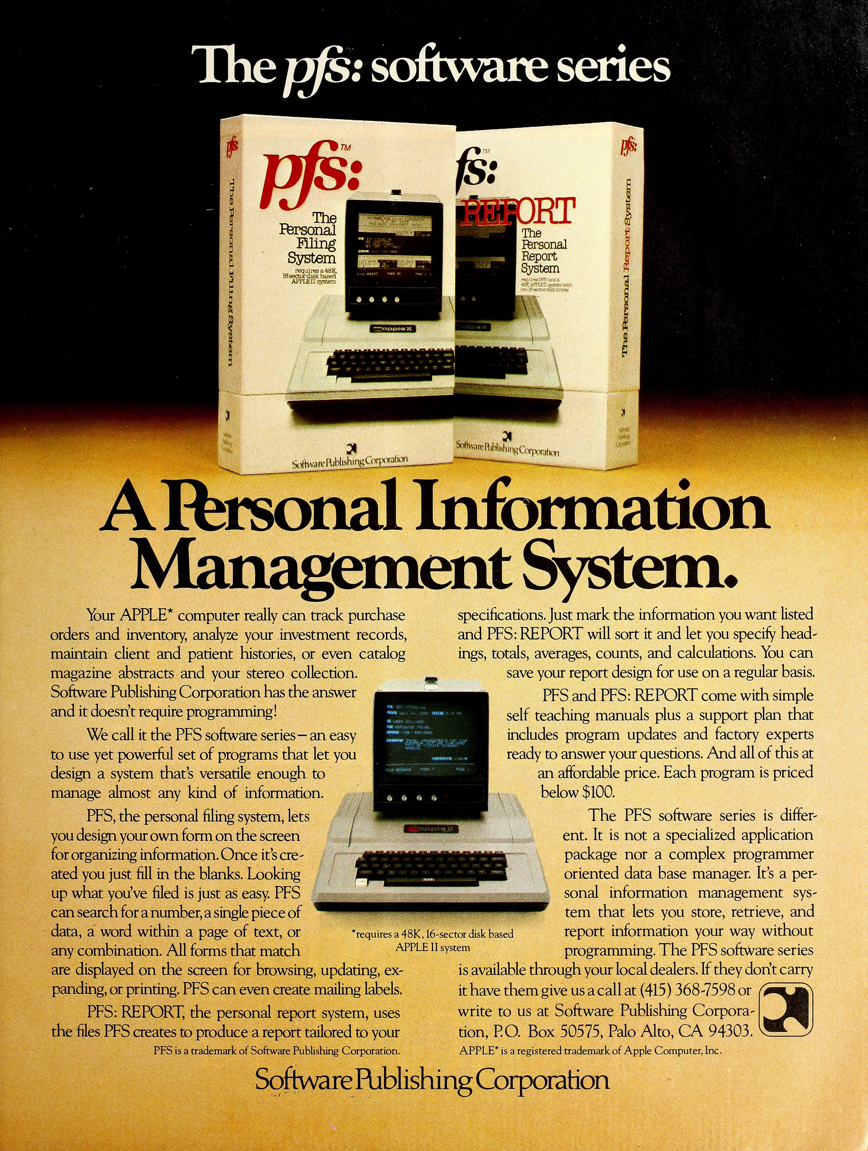 The pfs: software series
pfs:™
The
Personal
Filing
System
requires a 48K,
16-sector disk based
APPLE II system
apple II
Software Publishing Corporation
pfs:
The Personal Filing System
fs:™
REPORT
The
Personal
Report
System
Software Publishing Corporation
pfs:
The Personal Report System
A Personal Information
Management System.
Your APPLE* computer really can track purchase
orders and inventory, analyze your investment records,
maintain client and patient histories, or even catalog
magazine abstracts and your stereo collection.
Software Publishing Corporation has the answer
and it doesn't require programming!
We call it the PFS software series—an easy
to use yet powerful set of programs that let you
design a system that's versatile enough to
manage almost any kind of information.
PFS, the personal filing system, lets
you design your own form on the screen
for organizing information. Once it's cre-
ated you just fill in the blanks. Looking
up what you've filed is just as easy. PFS
can search for a number, a single piece of
data, a word within a page of text, or
any combination. All forms that match
are displayed on the screen for browsing, updating, ex-
panding, or printing. PFS can even create mailing labels.
PFS: REPORT, the personal report system, uses
the files PFS creates to produce a report tailored to your
PFS is a trademark of Software Publishing Corporation.
specifications. Just mark the information you want listed
and PFS: REPORT will sort it and let you specify head-
ings, totals, averages, counts, and calculations. You can
save your report design for use on a regular basis.
PFS and PFS: REPORT come with simple
self teaching manuals plus a support plan that
includes program updates and factory experts
ready to answer your questions. And all of this at
an affordable price. Each program is priced
below $100.
The PFS software series is differ-
ent. It is not a specialized application
package nor a complex programmer
oriented data base manager. It's a per-
sonal information management sys-
tem that lets you store, retrieve, and
report information your way without
programming. The PFS software series
is available through your local dealers. If they don't carry
it have them give us a call at (415) 368-7598 or
write to us at Software Publishing Corpora-
tion, P.O. Box 50575, Palo Alto, CA 94303.
APPLE* is a registered trademark of Apple Computer, Inc.
apple II
*requires a 48K, 16-sector disk based
APPLE II system
Software Publishing Corporation